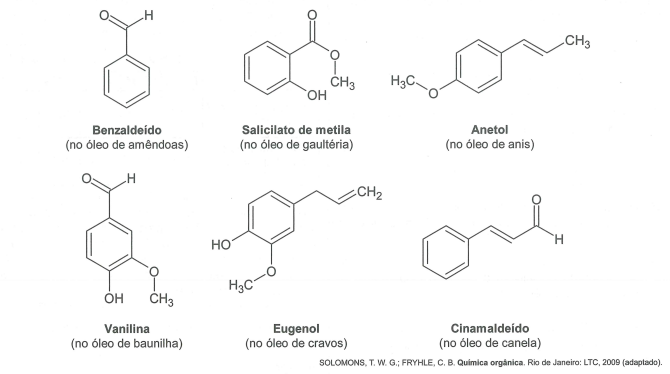 O
H
Benzaldeído
(no óleo de amêndoas)
O
O
CH3
OH
Salicilato de metila
(no óleo de gaultéria)
CH3
H3C
O
Anetol
(no óleo de anis)
O
H
O
OH
CH3
Vanilina
(no óleo de baunilha)
CH2
HO
O
H3C
Eugenol
(no óleo de cravos)
O
H
Cinamaldeído
(no óleo de canela)
SOLOMONS, T. W. G.; FRYHLE, C. B. Química orgânica. Rio de Janeiro: LTC, 2009 (adaptado).